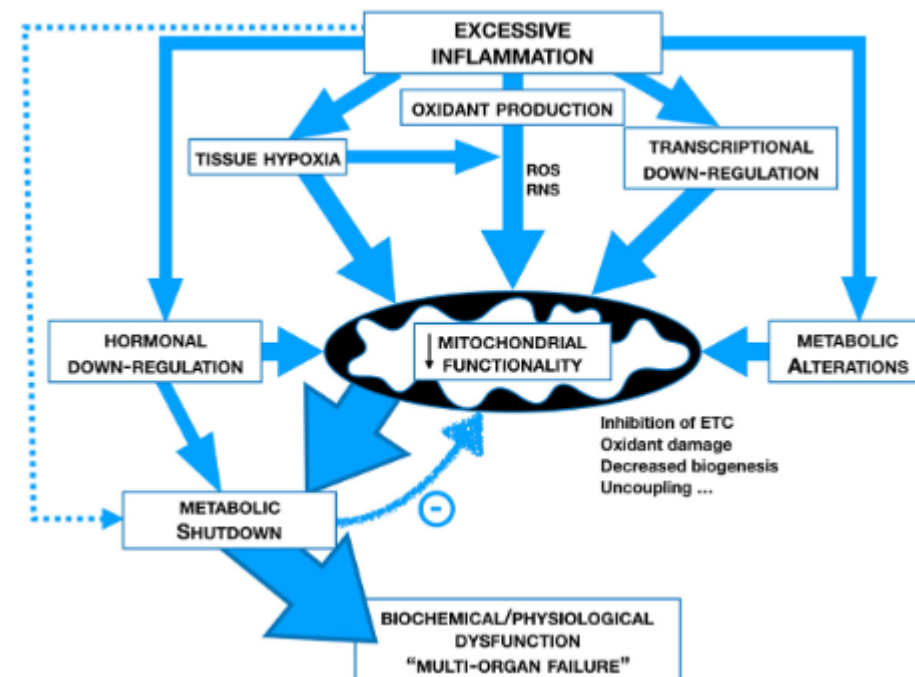 EXCESSIVE
INFLAMMATION
OXIDANT PRODUCTION
TISSUE HYPOXIA
TRANSCRIPTIONAL
DOWN-REGULATION
ROS
RNS
HORMONAL
DOWN-REGULATION
↓ MITOCHONDRIAL
FUNCTIONALITY
METABOLIC
ALTERATIONS
Inhibition of ETC
Oxidant damage
Decreased biogenesis
Uncoupling ...
METABOLIC
SHUTDOWN
-
BIOCHEMICAL/PHYSIOLOGICAL
DYSFUNCTION
“MULTI-ORGAN FAILURE”